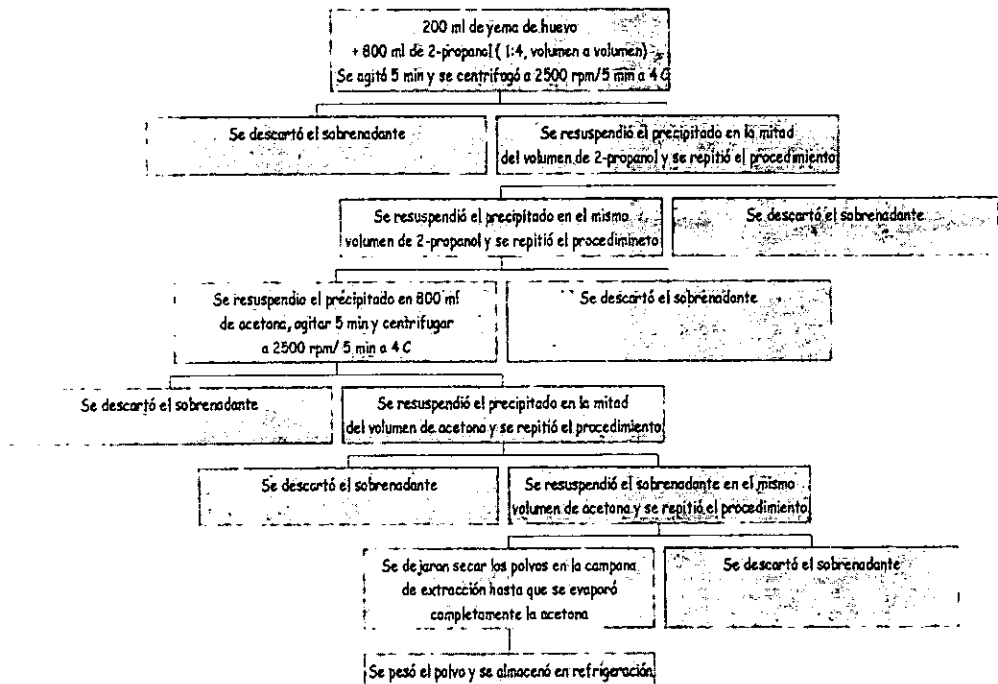 200 ml de yema de huevo
+ 800 ml de 2-propanol ( 1:4, volumen a volumen)
Se agitó 5 min y se centrifugó a 2500 rpm/5 min a 4 C
Se descartó el sobrenadante
Se resuspendió el precipitado en la mitad
del volumen de 2-propanol y se repitió el procedimiento
Se resuspendió el precipitado en el mismo
volumen de 2-propanol y se repitió el procedimineto
Se descartó el sobrenadante
Se resuspendio el precipitado en 800 ml
de acetona, agitar 5 min y centrifugar
a 2500 rpm/ 5 min a 4 C
Se descartó el sobrenadante
Se descartó el sobrenadante
Se resuspendió el precipitado en la mitad
del volumen de acetona y se repitió el procedimiento
Se descartó el sobrenadante
Se resuspendió el sobrenadante en el mismo
volumen de acetona y se repitió el procedimiento
Se dejaron secar los polvos en la campana
de extracción hasta que se evaporó
completamente la acetona
Se descartó el sobrenadante
Se pesó el polvo y se almacenó en refrigeración